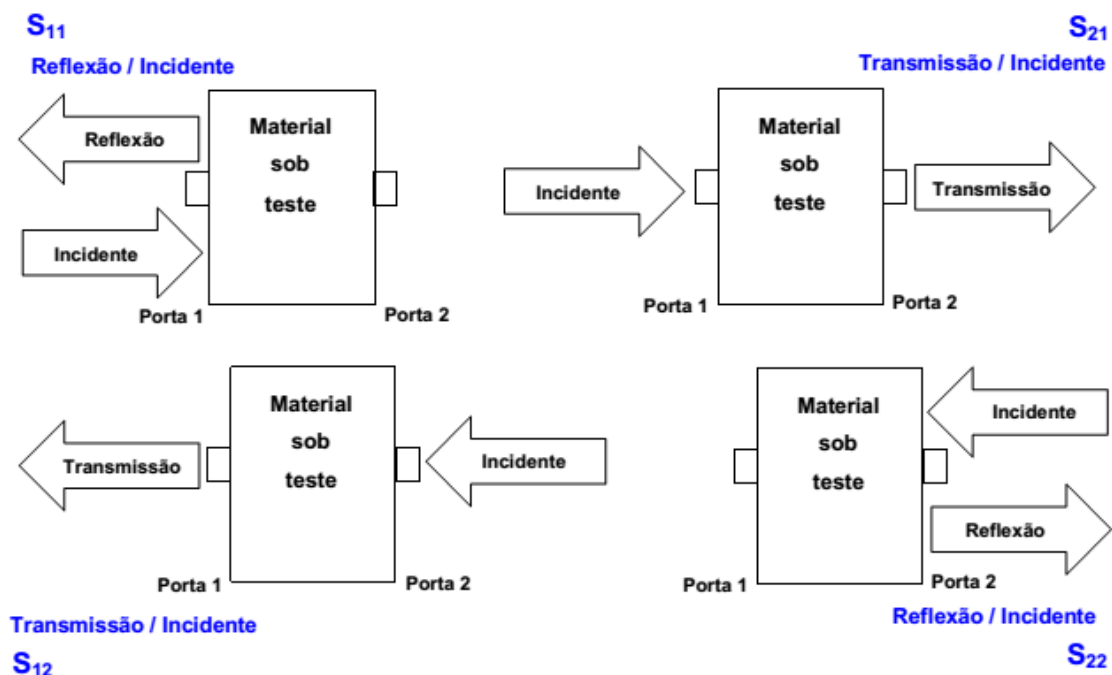 S11
Reflexão / Incidente
Reflexão
Incidente
Material
sob
teste
Porta 1
Porta 2
S21
Transmissão / Incidente
Incidente
Material
sob
teste
Transmissão
Porta 1
Porta 2
Transmissão
Material
sob
teste
Incidente
Porta 1
Porta 2
Transmissão / Incidente
S12
Material
sob
teste
Incidente
Reflexão
Porta 1
Porta 2
Reflexão / Incidente
S22